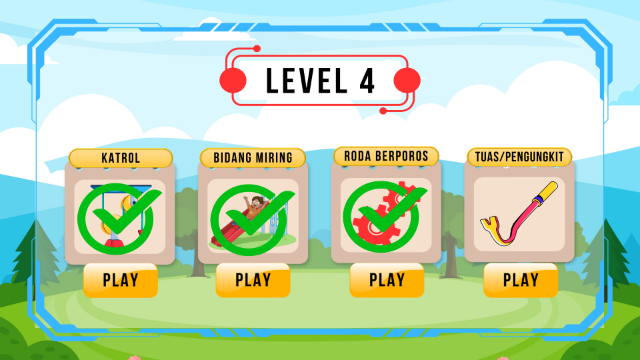 LEVEL 4
KATROL
BIDANG MIRING
RODA BERPOROS
TUAS/PENGUNGKIT
PLAY
PLAY
PLAY
PLAY